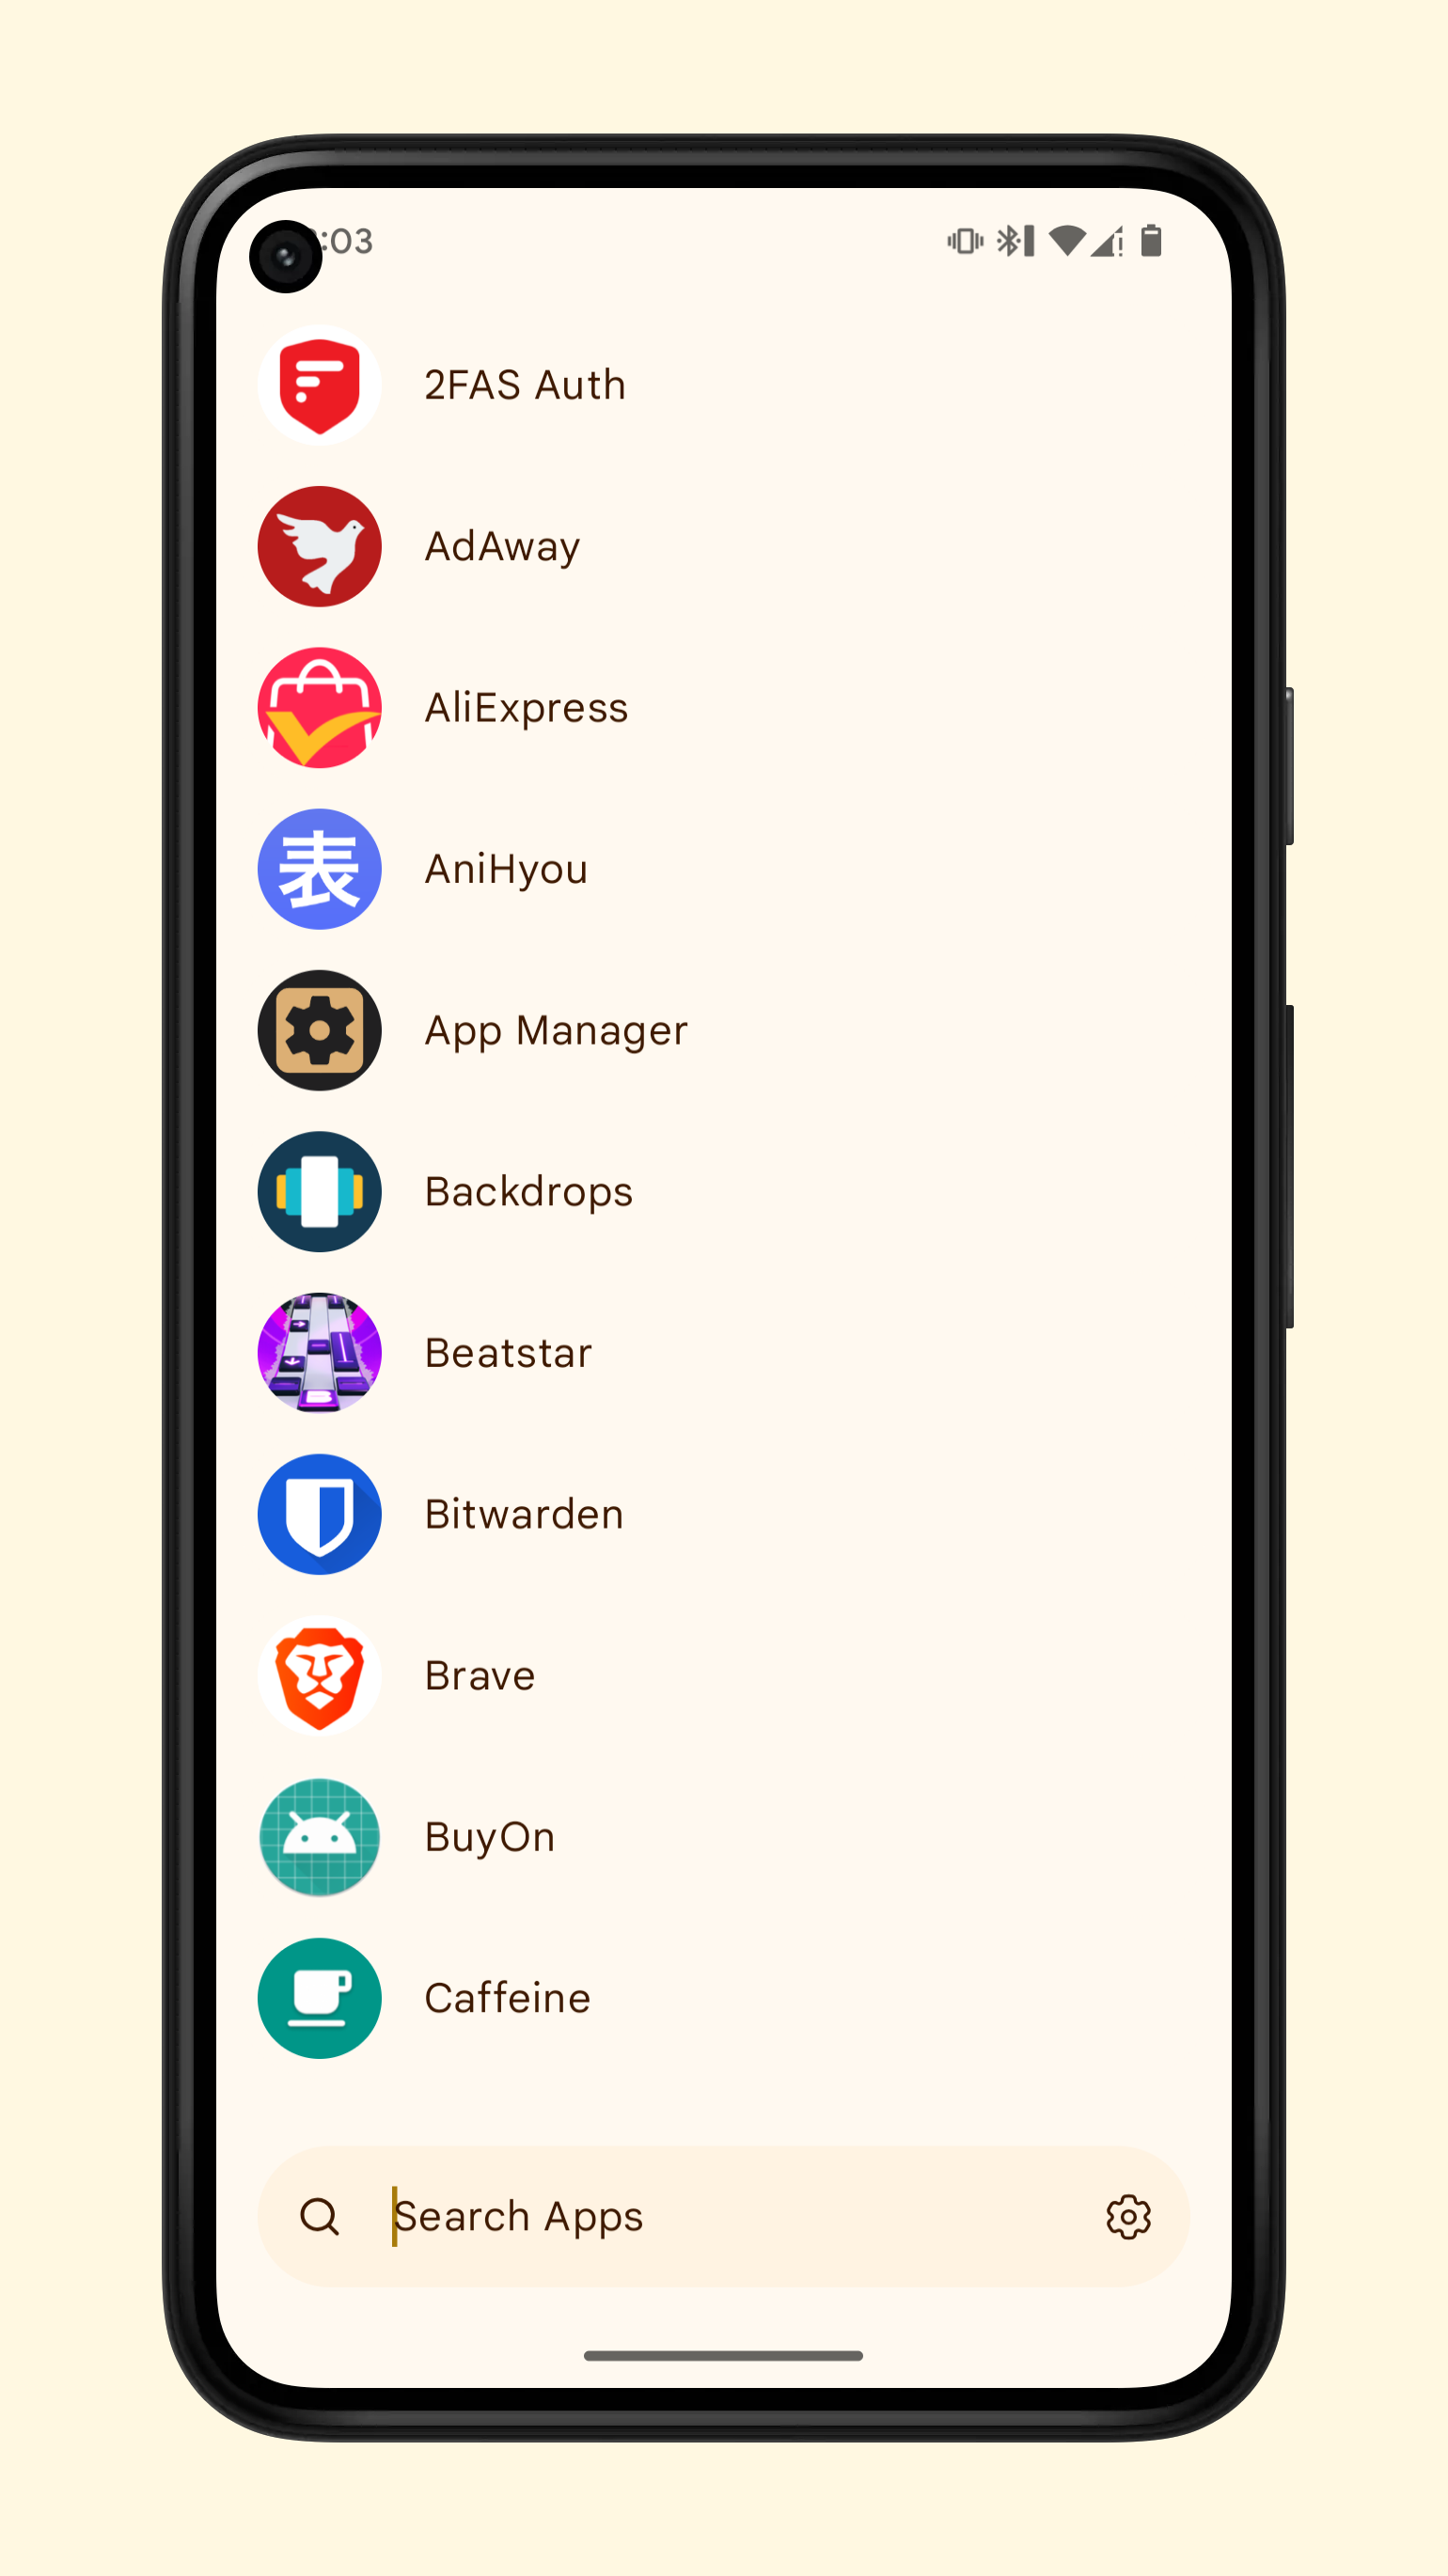 :03
2FAS Auth
AdAway
AliExpress
表
AniHyou
App Manager
Backdrops
Beatstar
Bitwarden
Brave
BuyOn
Caffeine
Search Apps